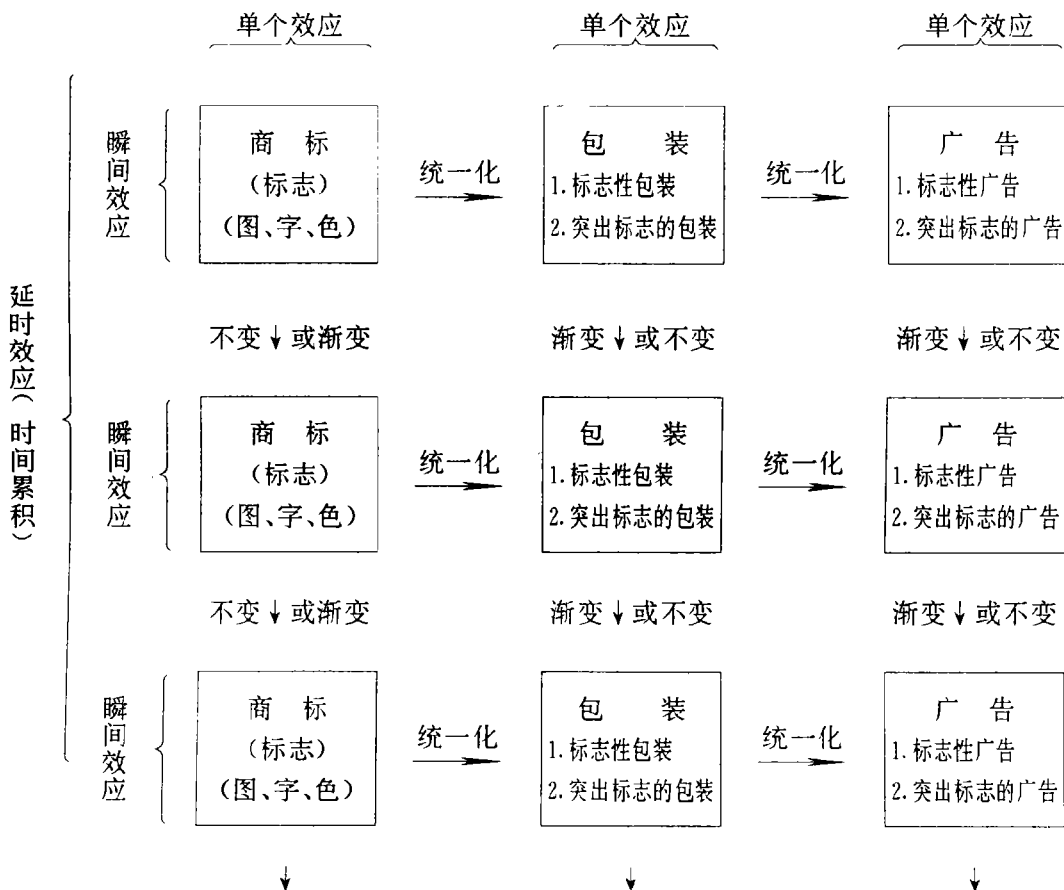 单个效应 单个效应 单个效应
延时效应（时间累积）
瞬间效应
商 标
（标志）
（图、字、色）
统一化
包 装
1.标志性包装
2.突出标志的包装
统一化
广 告
1.标志性广告
2.突出标志的广告
不变↓或渐变 渐变↓或不变 渐变↓或不变
瞬间效应
商 标
（标志）
（图、字、色）
统一化
包 装
1.标志性包装
2.突出标志的包装
统一化
广 告
1.标志性广告
2.突出标志的广告
不变↓或渐变 渐变↓或不变 渐变↓或不变
瞬间效应
商 标
（标志）
（图、字、色）
统一化
包 装
1.标志性包装
2.突出标志的包装
统一化
广 告
1.标志性广告
2.突出标志的广告